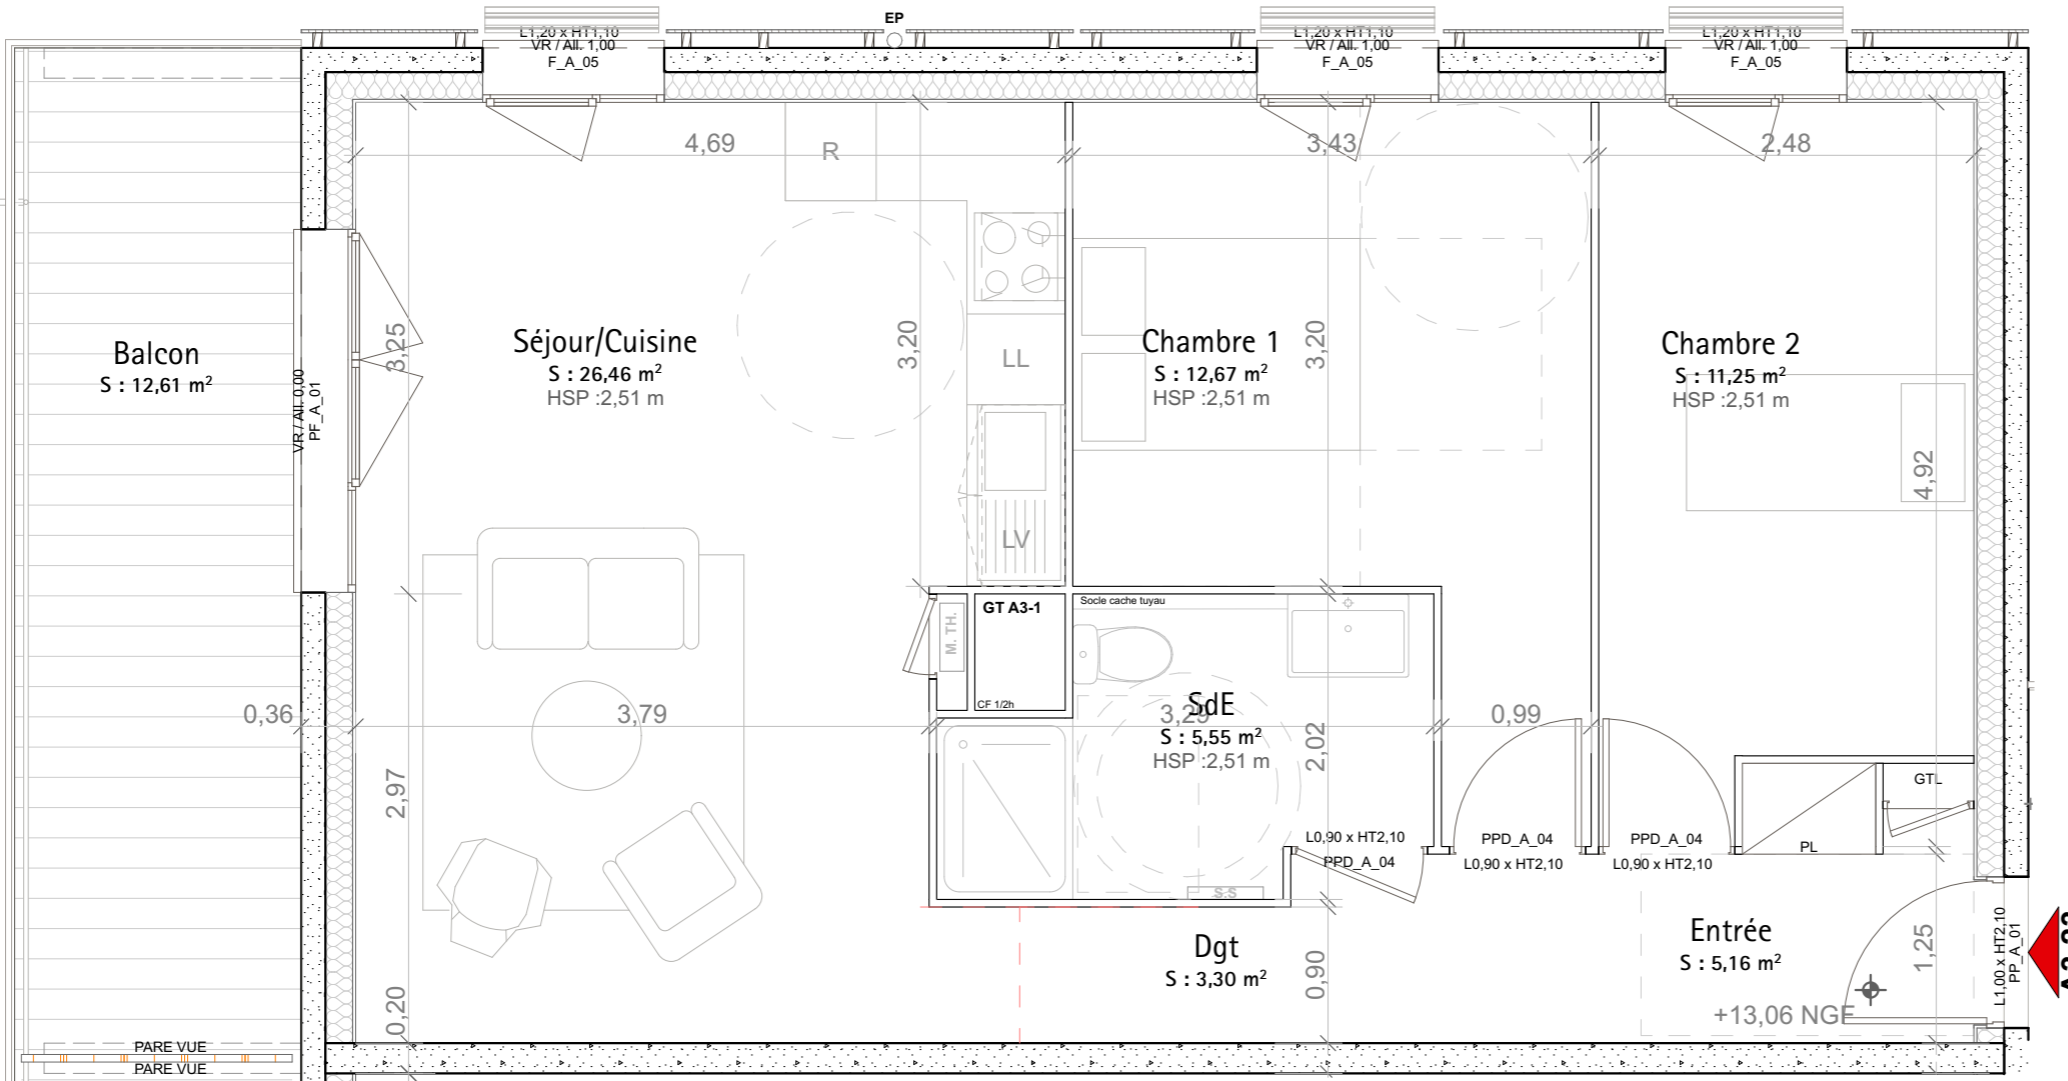 EP
L1,20 x HT1,10
VR / All. 1,00
F_A_05
L1,20 x HT1,10
VR / All. 1,00
F_A_05
L1,20 x HT1,10
VR / All. 1,00
F_A_05
4,69
R
3,43
2,48
Balcon
S : 12,61 m²
VR / All. 0,00
PF_A_01
3,25
Séjour/Cuisine
S : 26,46 m²
HSP :2,51 m
3,20
LL
LV
Chambre 1
S : 12,67 m²
HSP :2,51 m
3,20
Chambre 2
S : 11,25 m²
HSP :2,51 m
4,92
M. TH.
GT A3-1
CF 1/2h
Socle cache tuyau
0,36
3,79
3,29
0,99
SdE
S : 5,55 m²
HSP :2,51 m
2,02
2,97
L0,90 x HT2,10
PPD_A_04
PPD_A_04
L0,90 x HT2,10
PPD_A_04
L0,90 x HT2,10
GTL
PL
S.S
Dgt
S : 3,30 m²
0,90
Entrée
S : 5,16 m²
1,25
L1,00 x HT2,10
PP_A_01
+13,06 NGF
0,20
PARE VUE
PARE VUE